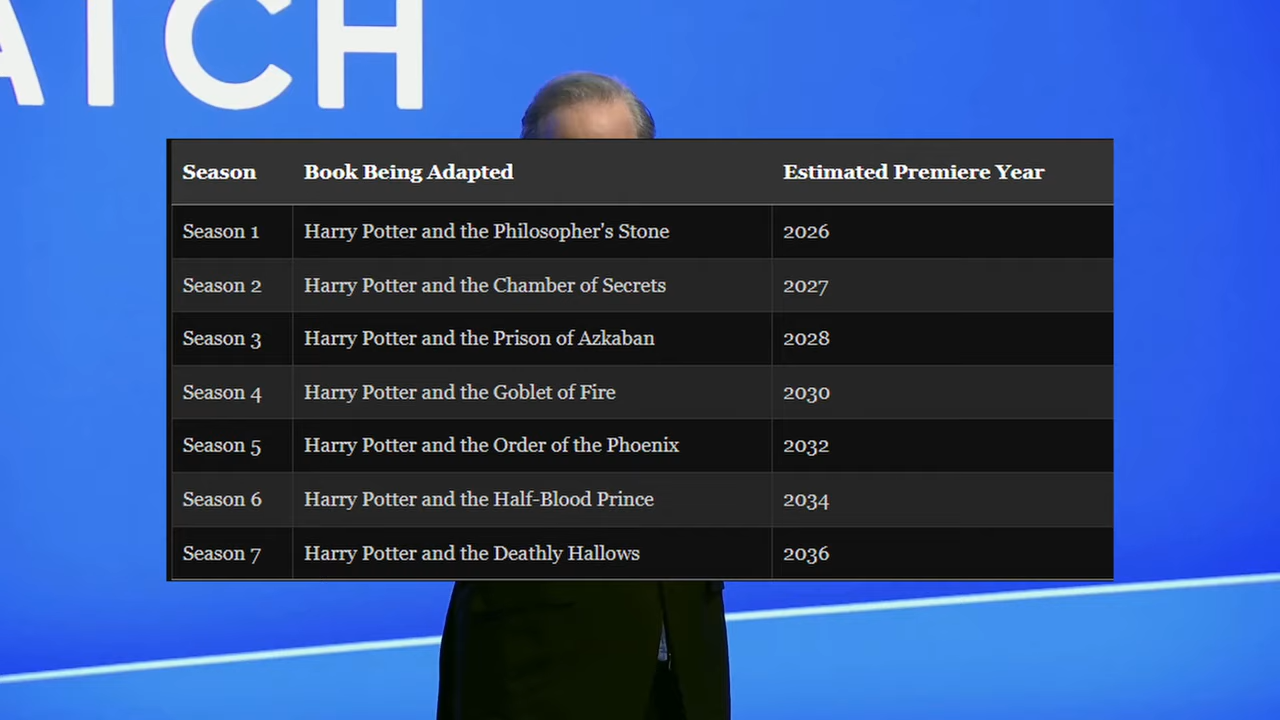 ATCH
Season Book Being Adapted Estimated Premiere Year
Season 1 Harry Potter and the Philosopher's Stone 2026
Season 2 Harry Potter and the Chamber of Secrets 2027
Season 3 Harry Potter and the Prison of Azkaban 2028
Season 4 Harry Potter and the Goblet of Fire 2030
Season 5 Harry Potter and the Order of the Phoenix 2032
Season 6 Harry Potter and the Half-Blood Prince 2034
Season 7 Harry Potter and the Deathly Hallows 2036